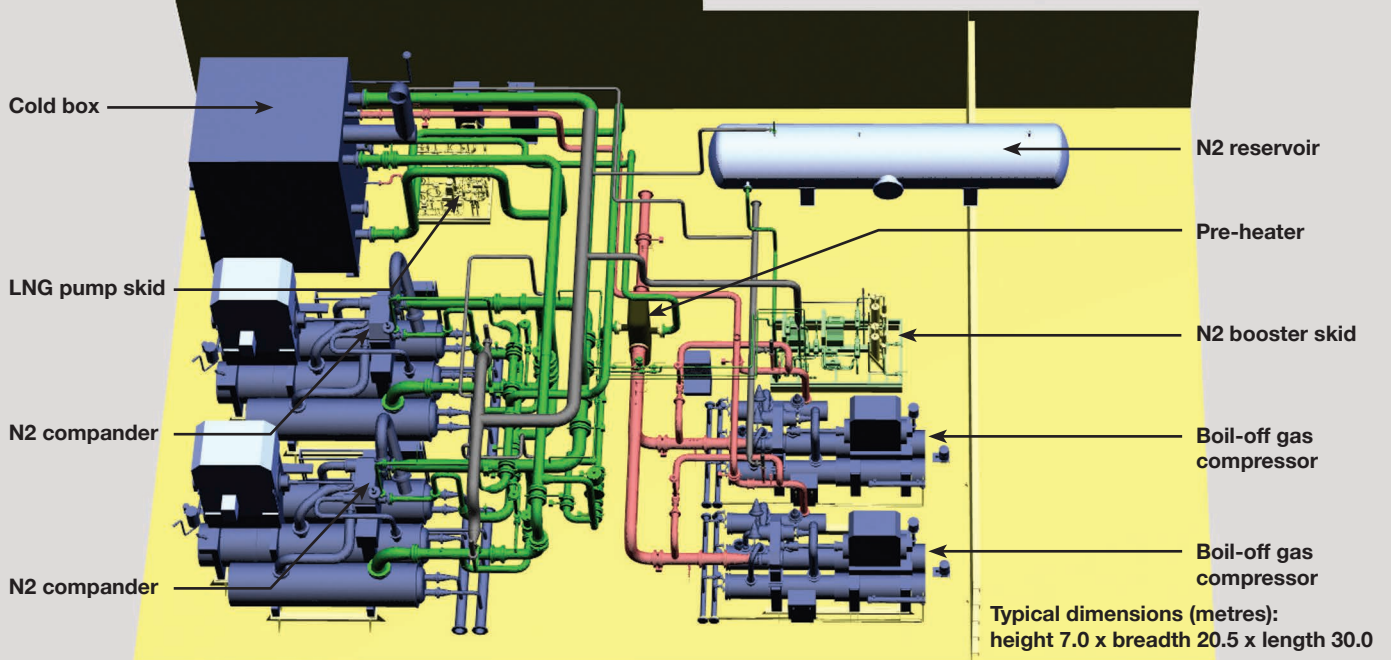 Cold box
LNG pump skid
N2 compander
N2 compander
N2 reservoir
Pre-heater
N2 booster skid
Boil-off gas
compressor
Boil-off gas
compressor
Typical dimensions (metres):
height 7.0 x breadth 20.5 x length 30.0